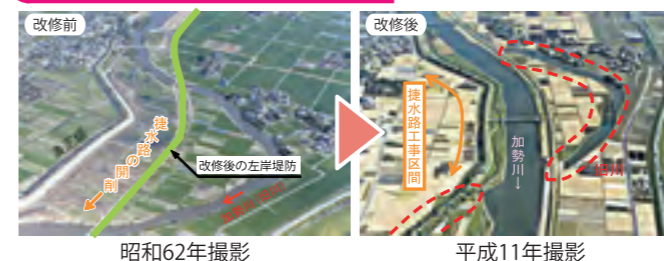 改修前
捷水路の開削
改修後の左岸堤防
昭和62年撮影
改修後
捷水路工事区間
加勢川→
旧川
平成11年撮影